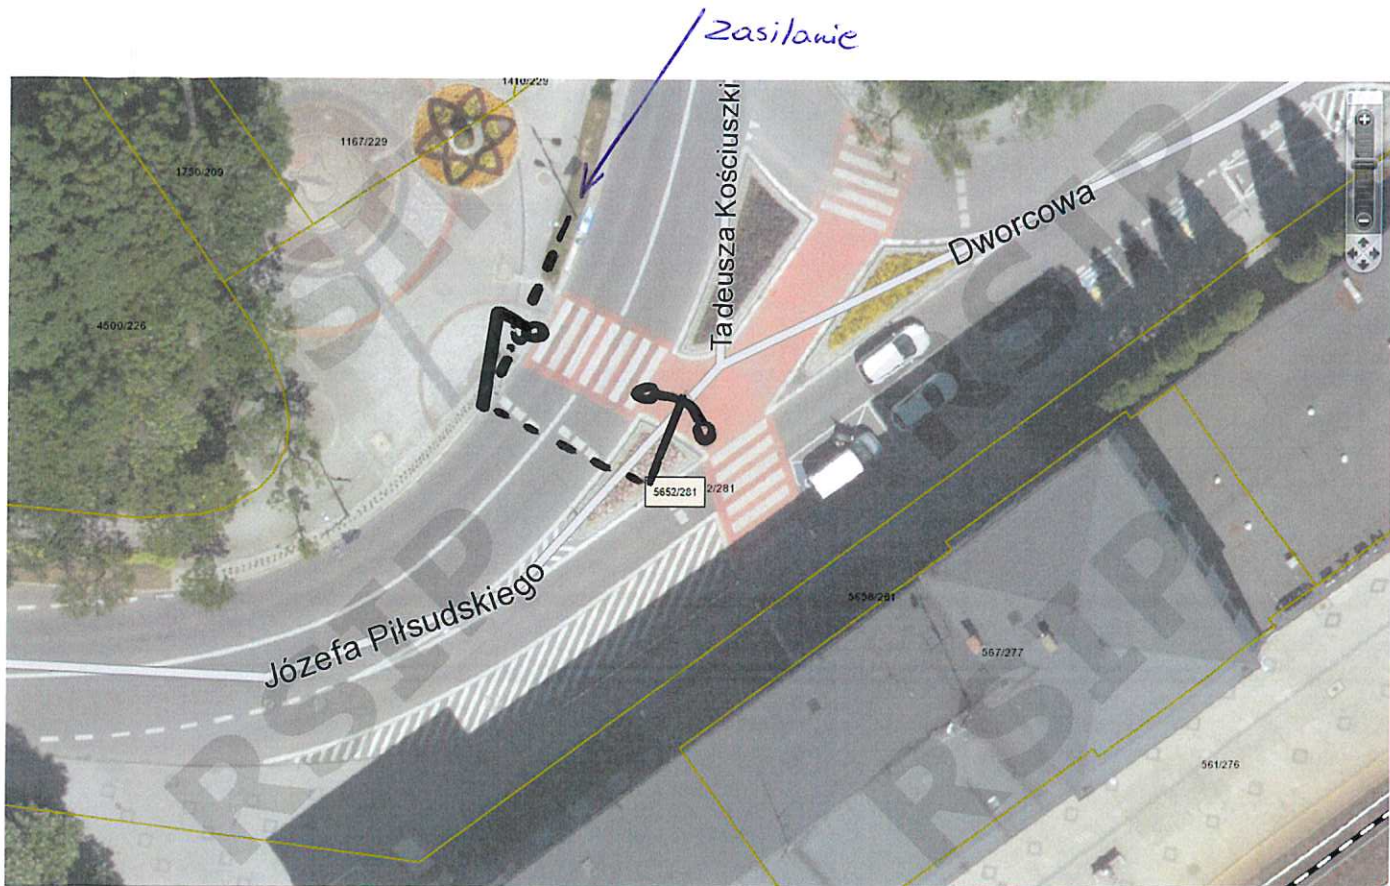 Zasilanie
1410/229
1167/229
1750/209
Tadeusza Kościuszki
Dworcowa
4500/226
5652/281
2/281
Józefa Piłsudskiego
5658/281
567/277
561/276
RSIP
RSIP
RSIP
RSIP